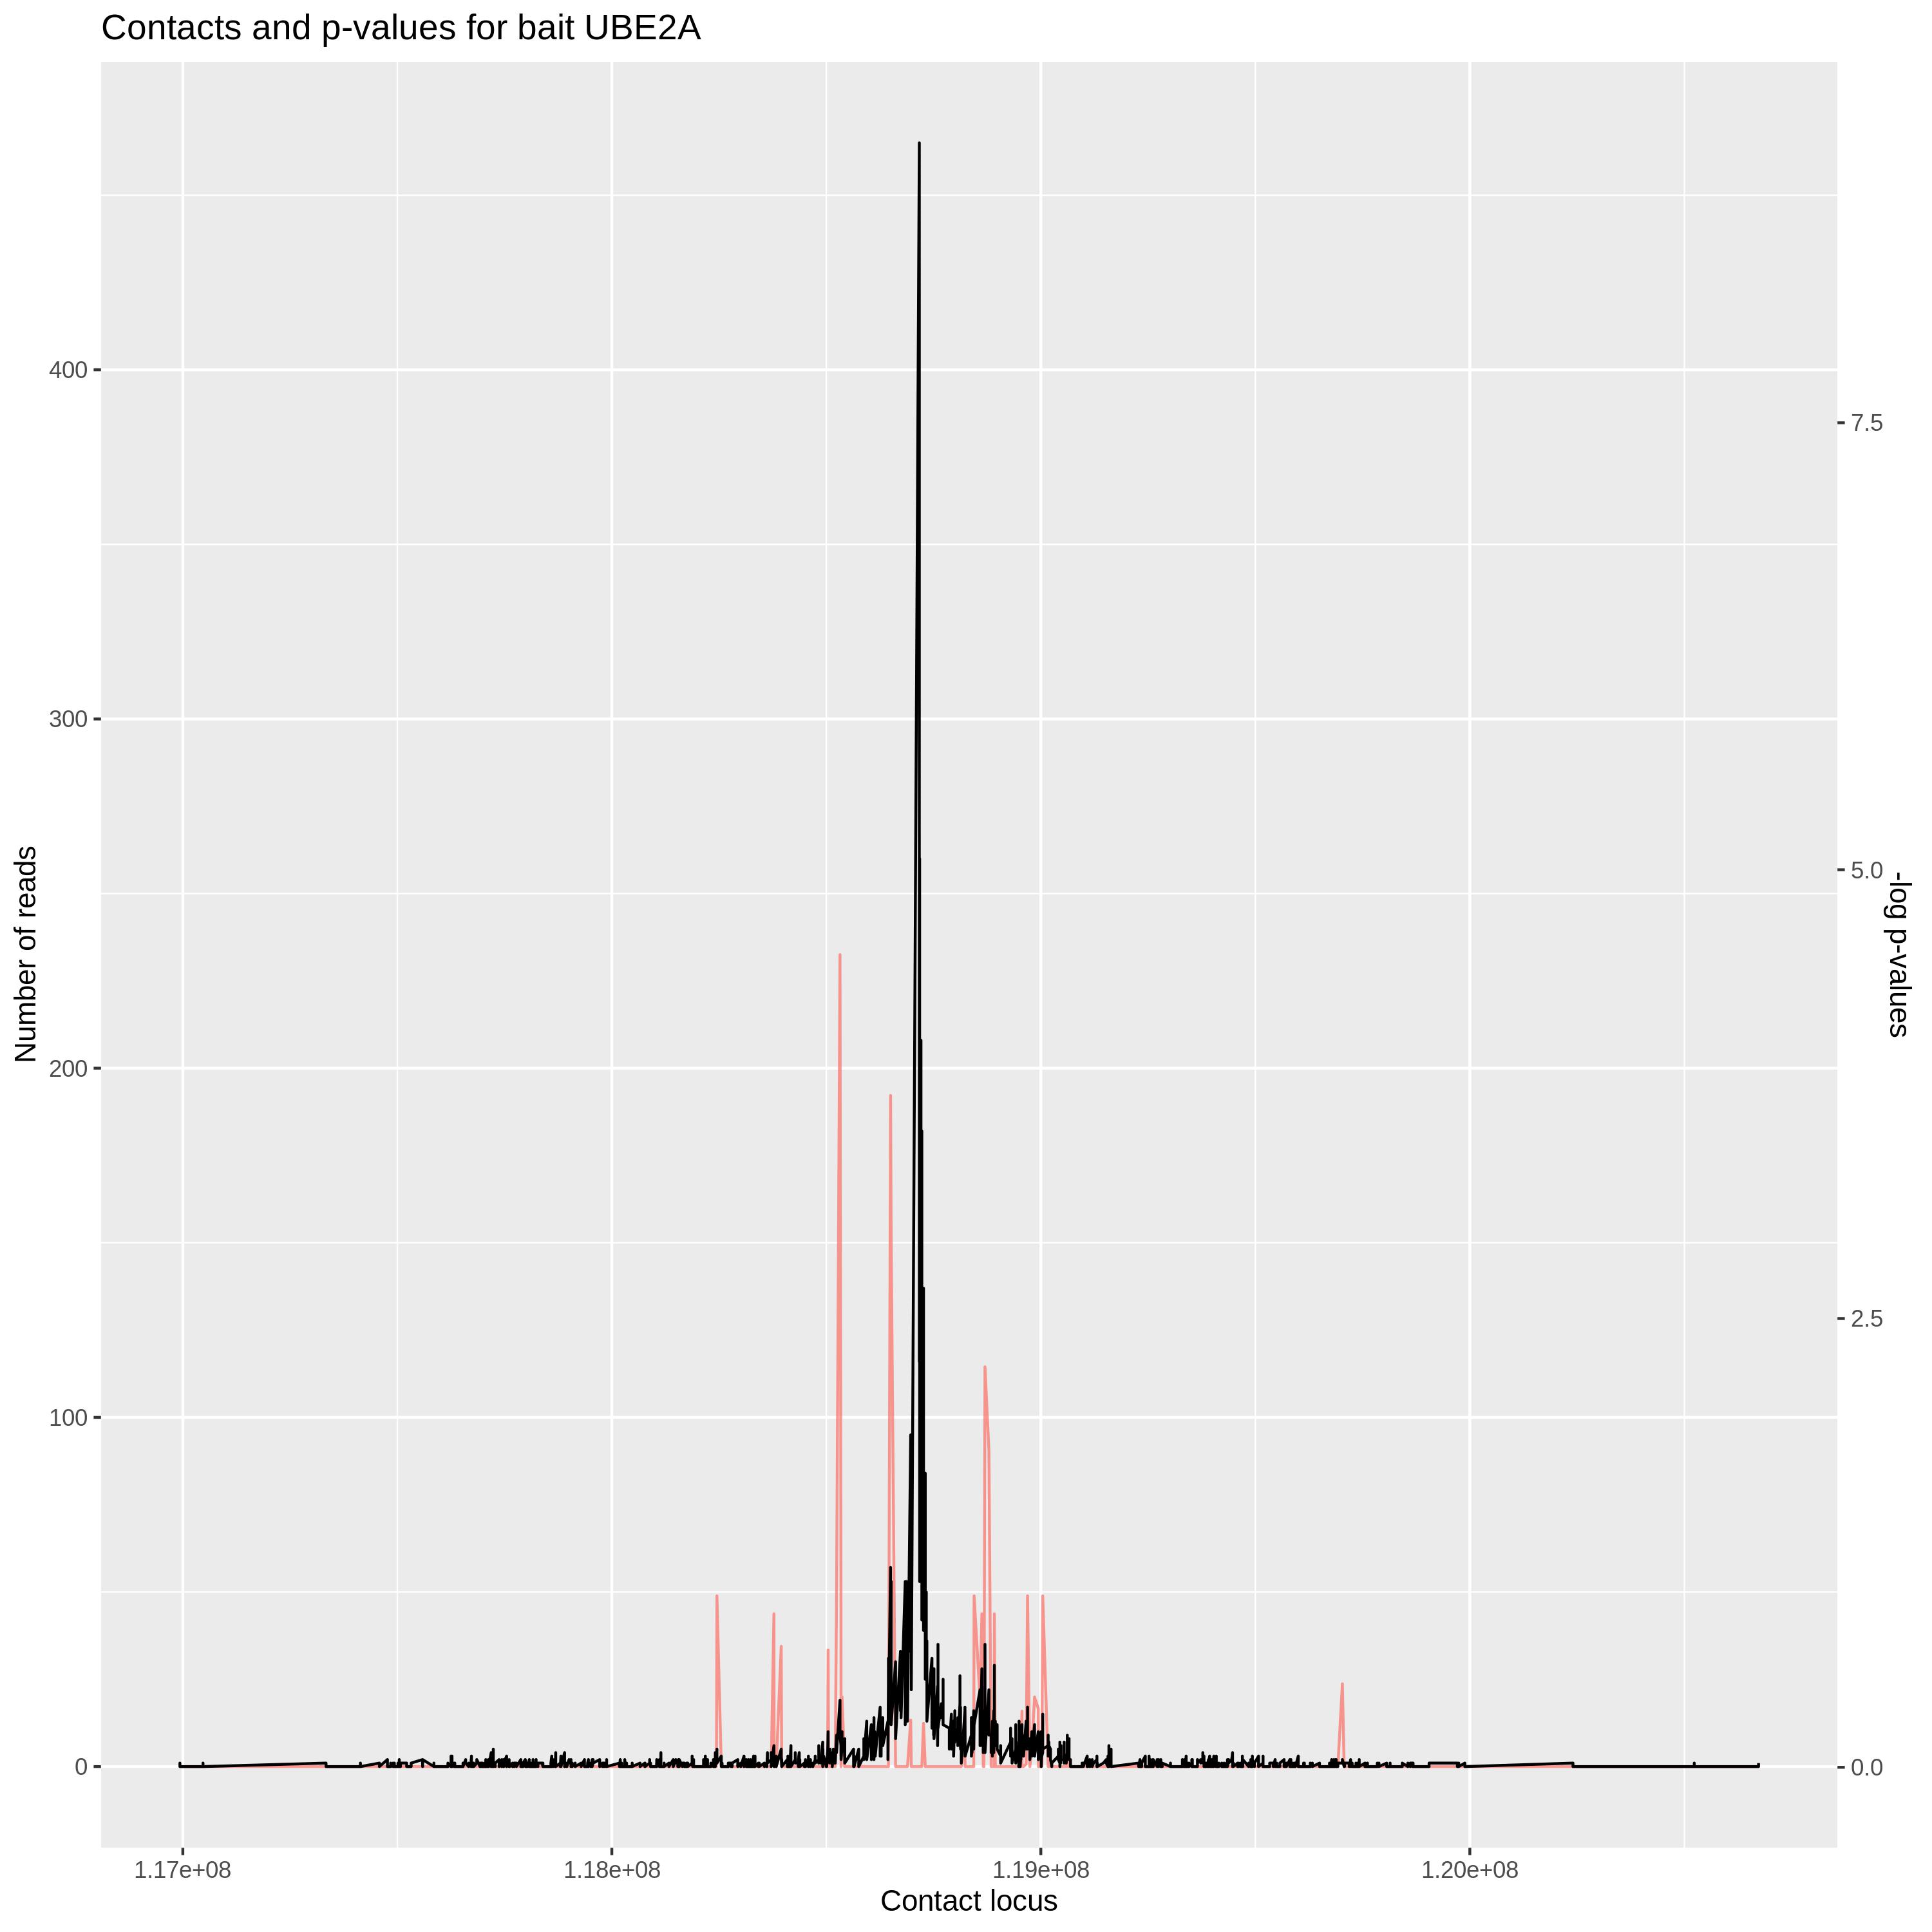 Contacts and p-values for bait UBE2A
Number of reads
400
300
200
100
0
7.5
5.0
2.5
0.0
-log p-values
1.17e+08
1.18e+08
1.19e+08
1.20e+08
Contact locus